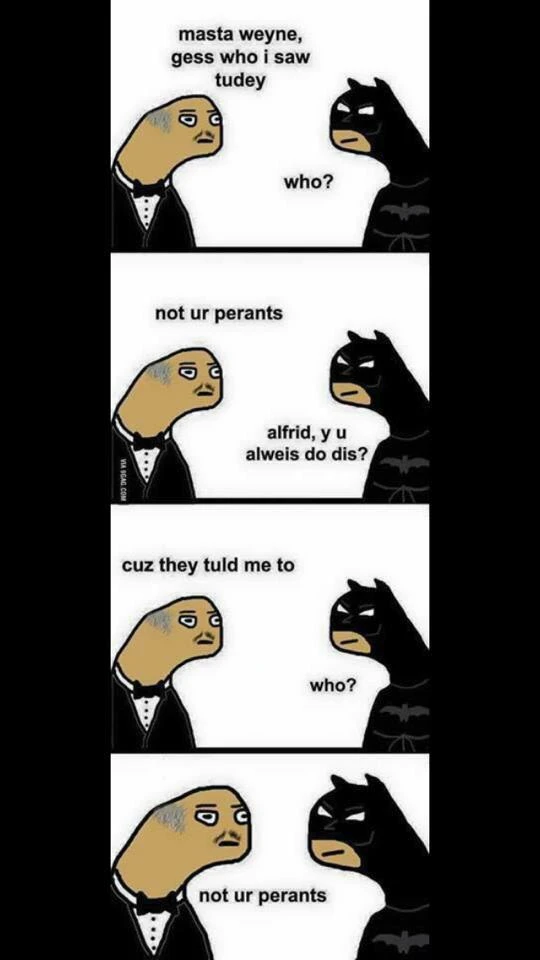 masta weyne,
gess who i saw
tudey
who?
not ur perants
alfrid, y u
alweis do dis?
VIA 9GAG.COM
cuz they tuld me to
who?
not ur perants